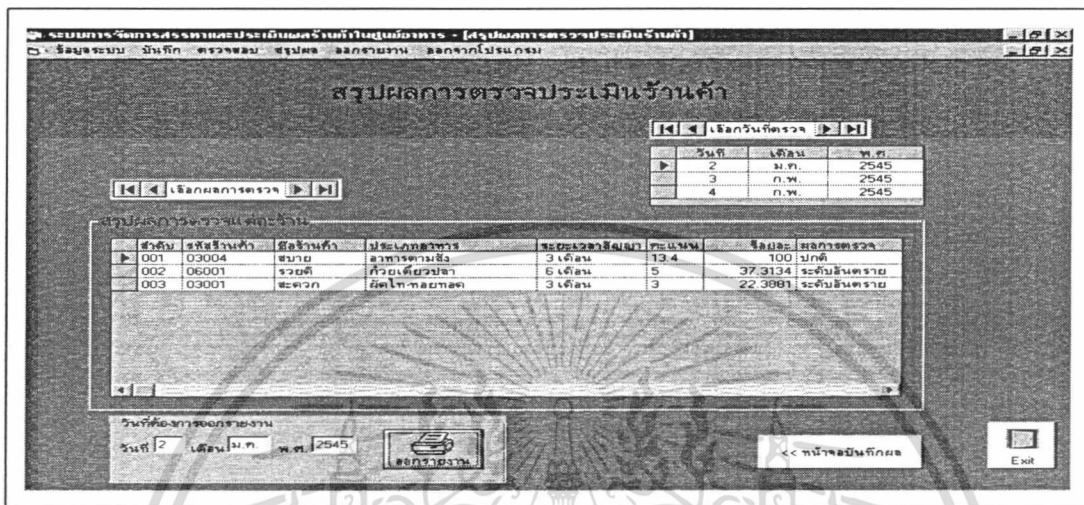 ระบบการจัดการสรรหาและประเมินผลร้านค้าในศูนย์อาหาร - [สรุปผลการตรวจประเมินร้านค้า]
ข้อมูลระบบ บันทึก ตรวจสอบ สรุปผล ออกรายงาน ออกจากโปรแกรม
สรุปผลการตรวจประเมินร้านค้า
เลือกวันที่ตรวจ
วันที่ เดือน พ.ศ.
2 ม.ค. 2545
3 ก.พ. 2545
4 ก.พ. 2545
เลือกผลการตรวจ
สรุปผลการตรวจแต่ละร้าน
ลำดับ รหัสร้านค้า ชื่อร้านค้า ประเภทอาหาร ระยะเวลาสัญญา คะแนน ร้อยละ ผลการตรวจ
001 03004 สบาย อาหารตามสั่ง 3 เดือน 13.4 100 ปกติ
002 06001 รวยดี ก๋วยเตี๋ยวปลา 6 เดือน 5 37.3134 ระดับอันตราย
003 03001 สะดวก ผัดไท-หอยทอด 3 เดือน 3 22.3881 ระดับอันตราย
วันที่ต้องการออกรายงาน
วันที่ 2 เดือน ม.ค. พ.ศ. 2545
ออกรายงาน
<< หน้าจอบันทึกผล
Exit